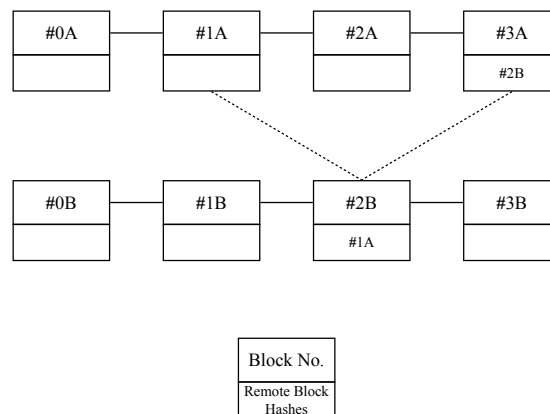 #0A #1A #2A #3A
#2B
#0B #1B #2B #3B
#1A
Block No.
Remote Block
Hashes